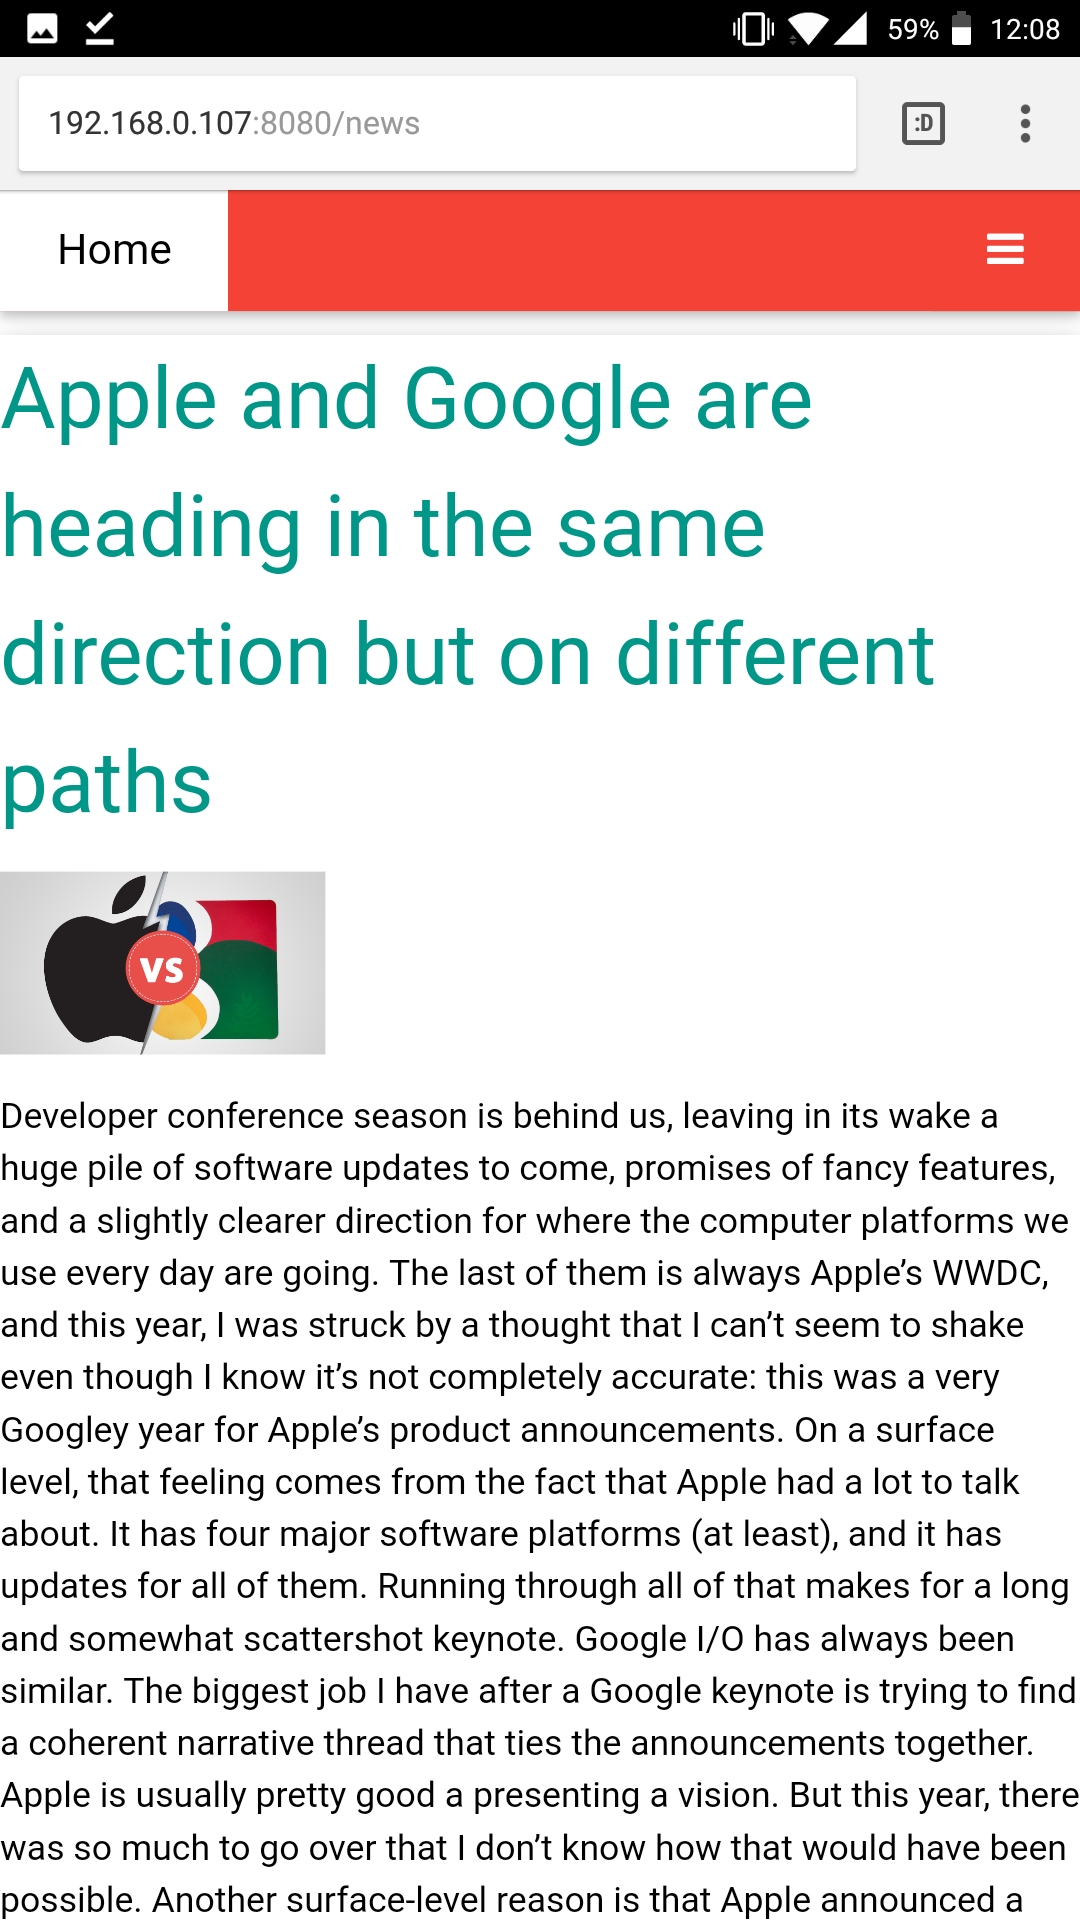 59% 12:08
192.168.0.107:8080/news
:D
Home
Apple and Google are
heading in the same
direction but on different
paths
VS
Developer conference season is behind us, leaving in its wake a
huge pile of software updates to come, promises of fancy features,
and a slightly clearer direction for where the computer platforms we
use every day are going. The last of them is always Apple’s WWDC,
and this year, I was struck by a thought that I can’t seem to shake
even though I know it’s not completely accurate: this was a very
Googley year for Apple’s product announcements. On a surface
level, that feeling comes from the fact that Apple had a lot to talk
about. It has four major software platforms (at least), and it has
updates for all of them. Running through all of that makes for a long
and somewhat scattershot keynote. Google I/O has always been
similar. The biggest job I have after a Google keynote is trying to find
a coherent narrative thread that ties the announcements together.
Apple is usually pretty good a presenting a vision. But this year, there
was so much to go over that I don’t know how that would have been
possible. Another surface-level reason is that Apple announced a